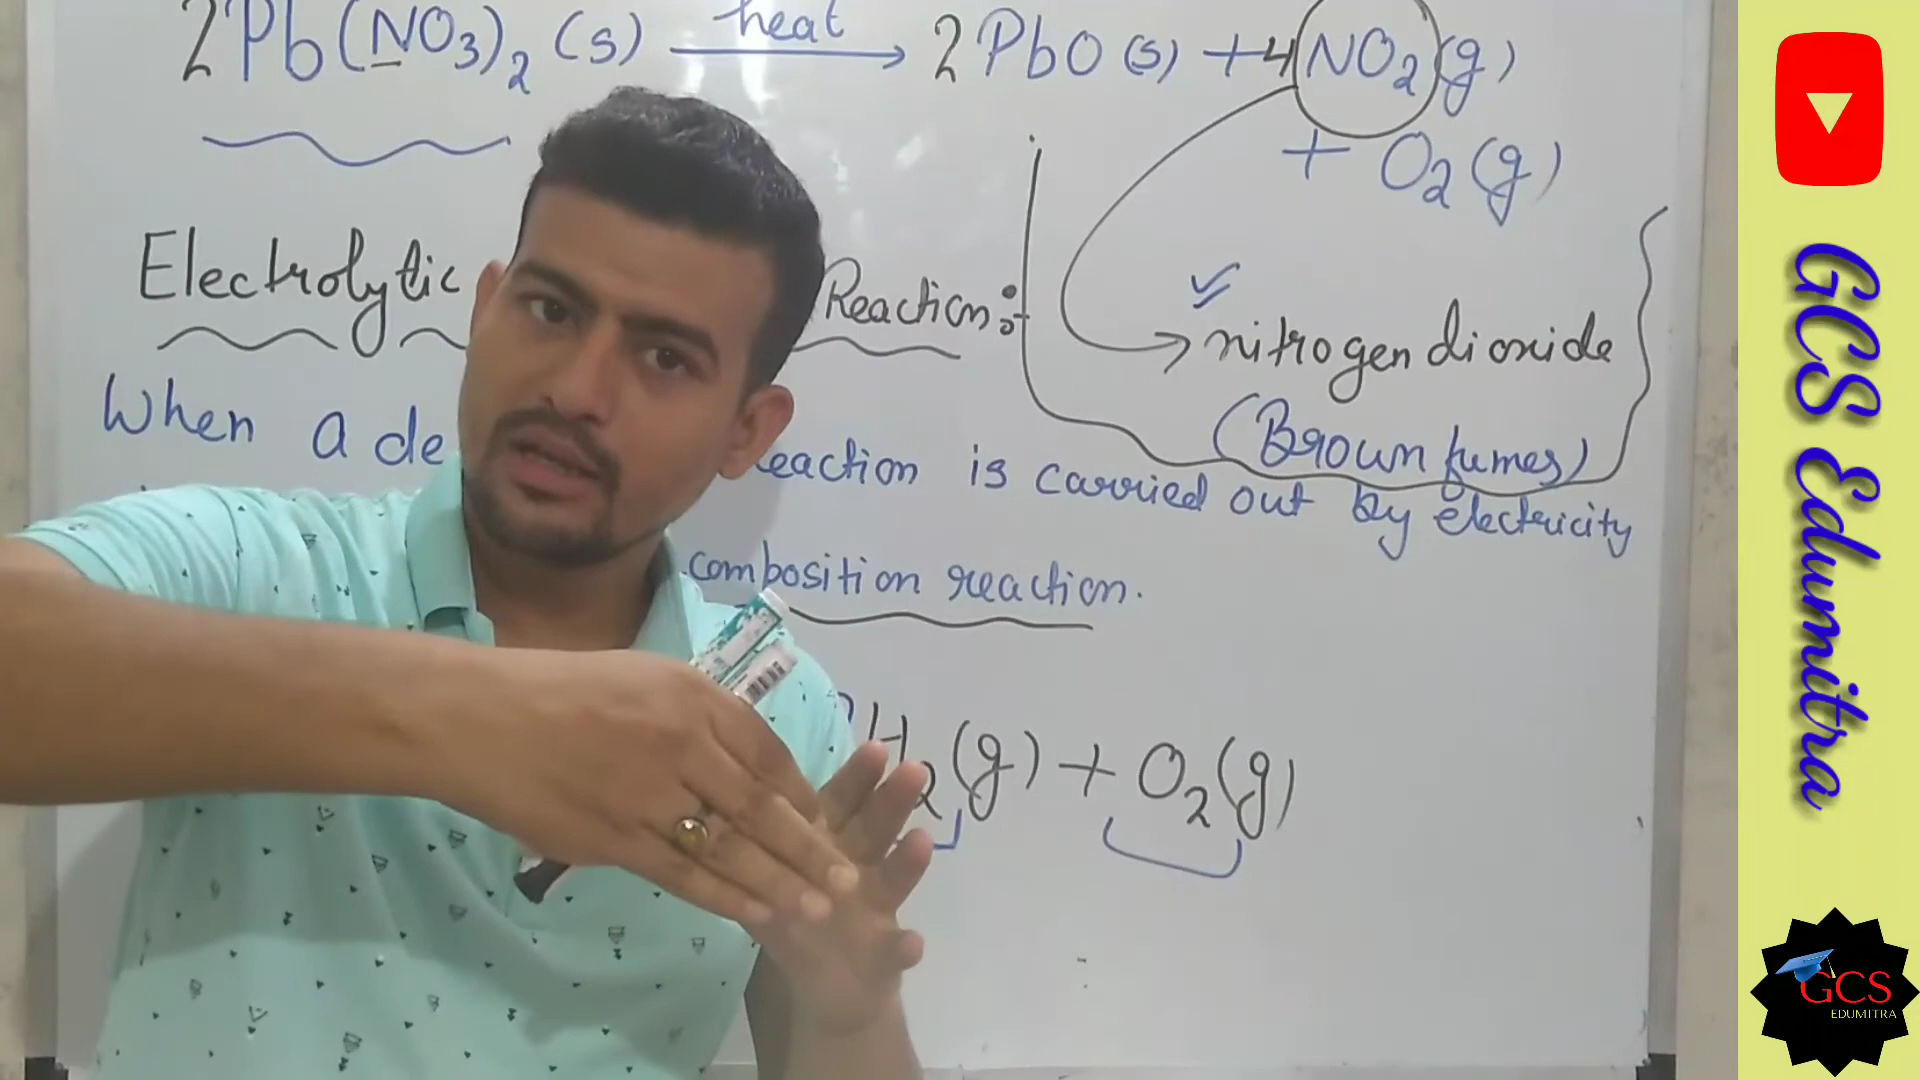 2Pb(NO3)2 (s) heat → 2PbO(s) + 4NO2(g)
+ O2(g)
Electrolytic Reaction:
nitrogen dioxide
(Brown fumes)
When a de reaction is carried out by electricity
composition reaction.
H2(g) + O2(g)
GCS Edumitra
GCS
EDUMITRA